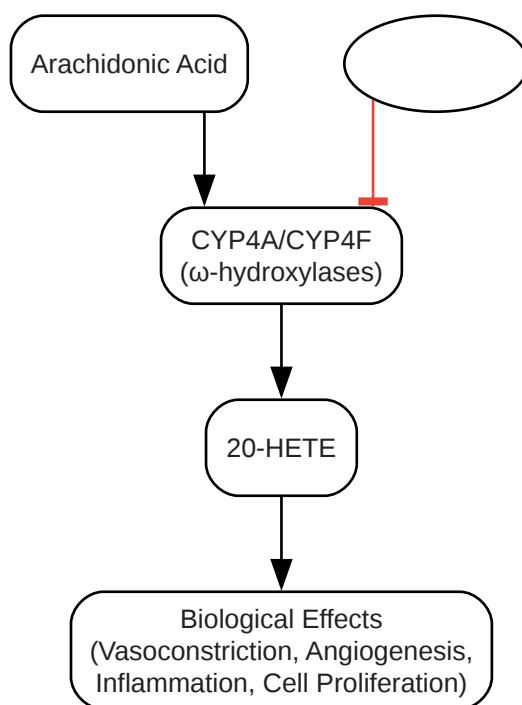 Arachidonic Acid
CYP4A/CYP4F
(ω-hydroxylases)
20-HETE
Biological Effects
(Vasoconstriction, Angiogenesis,
Inflammation, Cell Proliferation)